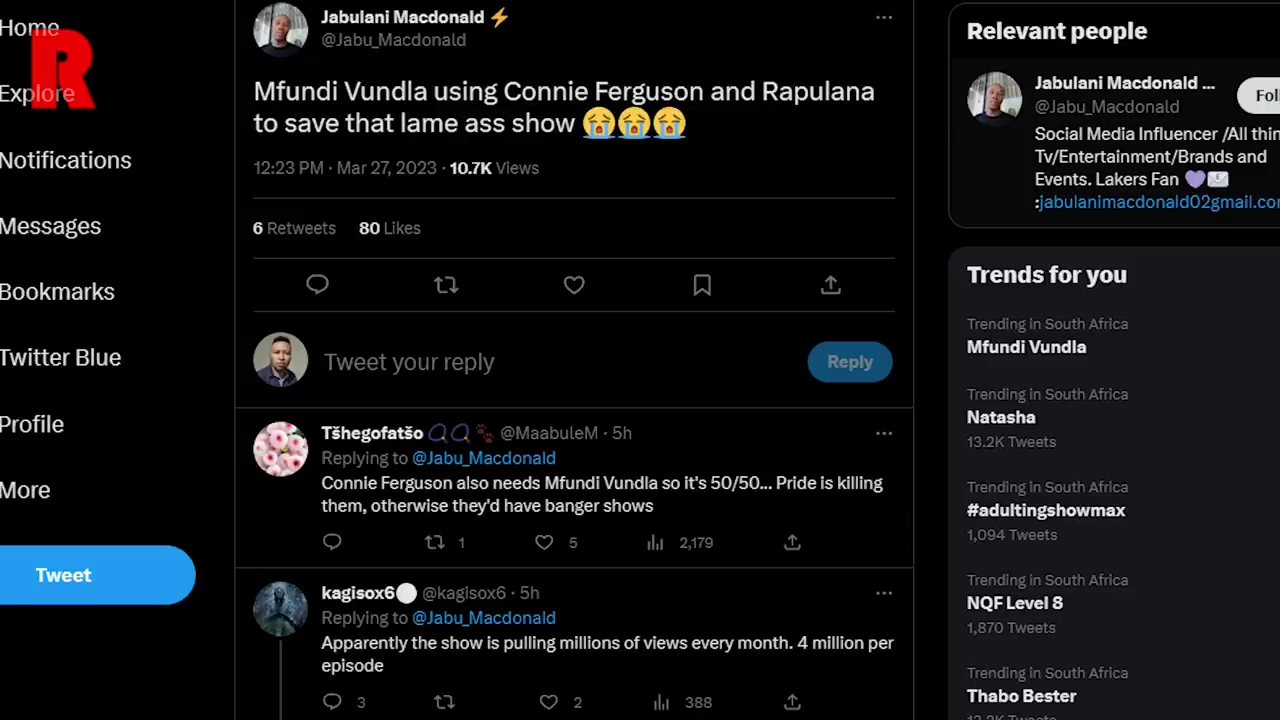 Home
R
Explore
Notifications
Messages
Bookmarks
Twitter Blue
Profile
More
Tweet
Jabulani Macdonald ⚡
@Jabu_Macdonald
Mfundi Vundla using Connie Ferguson and Rapulana
to save that lame ass show 😭😭😭
12:23 PM · Mar 27, 2023 · 10.7K Views
6 Retweets 80 Likes
Tweet your reply
Reply
Tšhegofatšo @MaabuleM · 5h
Replying to @Jabu_Macdonald
Connie Ferguson also needs Mfundi Vundla so it's 50/50... Pride is killing
them, otherwise they'd have banger shows
1 5 2,179
kagisox6 @kagisox6 · 5h
Replying to @Jabu_Macdonald
Apparently the show is pulling millions of views every month. 4 million per
episode
3 2 388
Relevant people
Jabulani Macdonald ...
Foll
@Jabu_Macdonald
Social Media Influencer /All thin
Tv/Entertainment/Brands and
Events. Lakers Fan 💜💌
:jabulanimacdonald02gmail.co
Trends for you
Trending in South Africa
Mfundi Vundla
Trending in South Africa
Natasha
13.2K Tweets
Trending in South Africa
#adultingshowmax
1,094 Tweets
Trending in South Africa
NQF Level 8
1,870 Tweets
Trending in South Africa
Thabo Bester